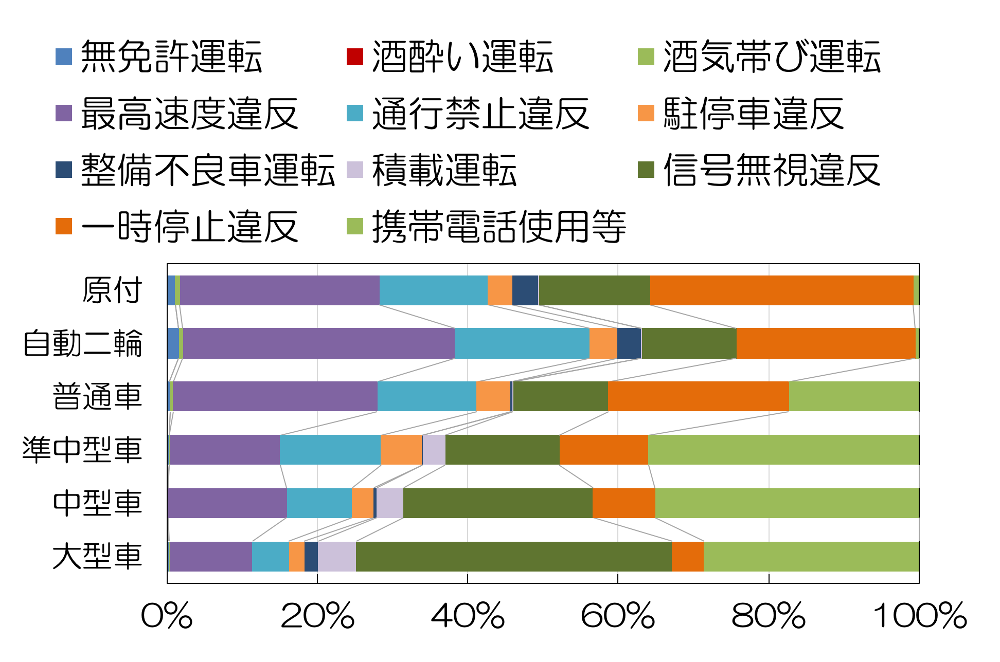 無免許運転 酒酔い運転 酒気帯び運転
最高速度違反 通行禁止違反 駐停車違反
整備不良車運転 積載運転 信号無視違反
一時停止違反 携帯電話使用等
原付
自動二輪
普通車
準中型車
中型車
大型車
0% 20% 40% 60% 80% 100%